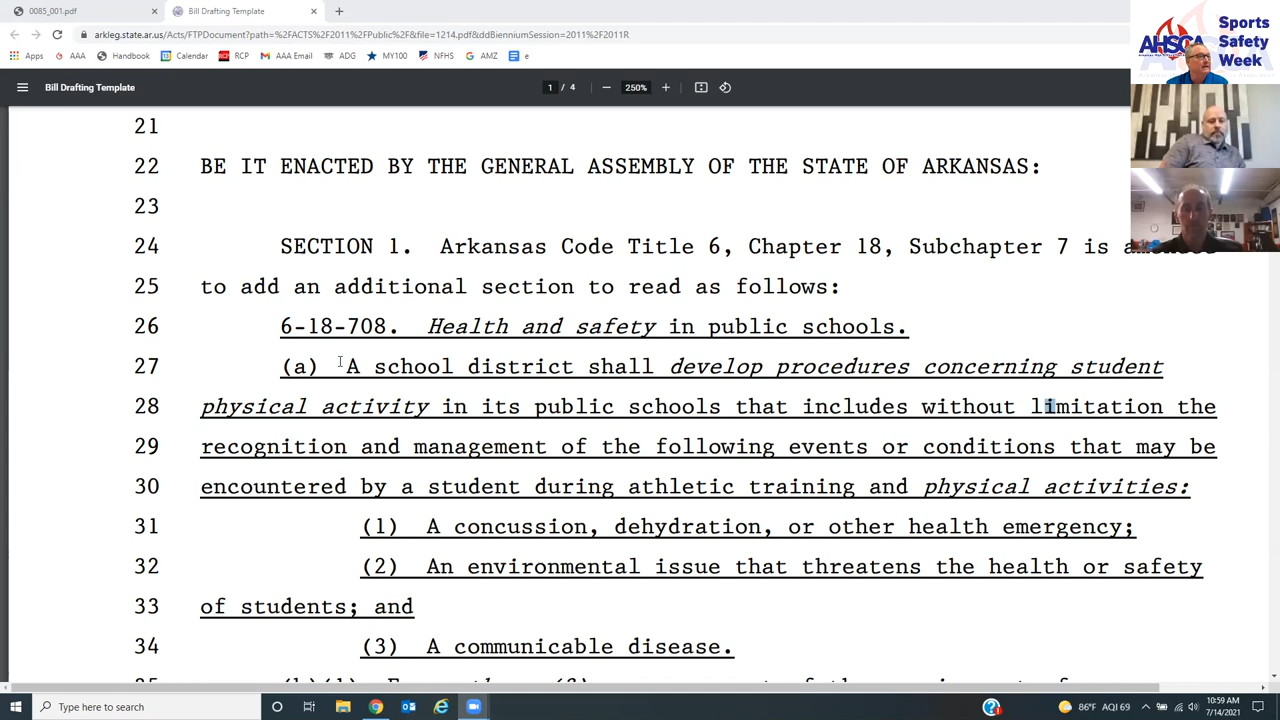 0085_001.pdf
Bill Drafting Template
arkleg.state.ar.us/Acts/FTPDocument?path=%2FACTS%2F2011%2FPublic%2F&file=1214.pdf&ddBienniumSession=2011%2F2011R
Apps
AAA
Handbook
Calendar
RCP
AAA Email
ADG
MY100
NFHS
AMZ
e
Bill Drafting Template
1 / 4
250%
AHSCA
Sports
Safety
Week
21
22 BE IT ENACTED BY THE GENERAL ASSEMBLY OF THE STATE OF ARKANSAS:
23
24 SECTION 1. Arkansas Code Title 6, Chapter 18, Subchapter 7 is amended
25 to add an additional section to read as follows:
26 6-18-708. Health and safety in public schools.
27 (a) A school district shall develop procedures concerning student
28 physical activity in its public schools that includes without limitation the
29 recognition and management of the following events or conditions that may be
30 encountered by a student during athletic training and physical activities:
31 (1) A concussion, dehydration, or other health emergency;
32 (2) An environmental issue that threatens the health or safety
33 of students; and
34 (3) A communicable disease.
Type here to search
86°F AQI 69
10:59 AM
7/14/2021